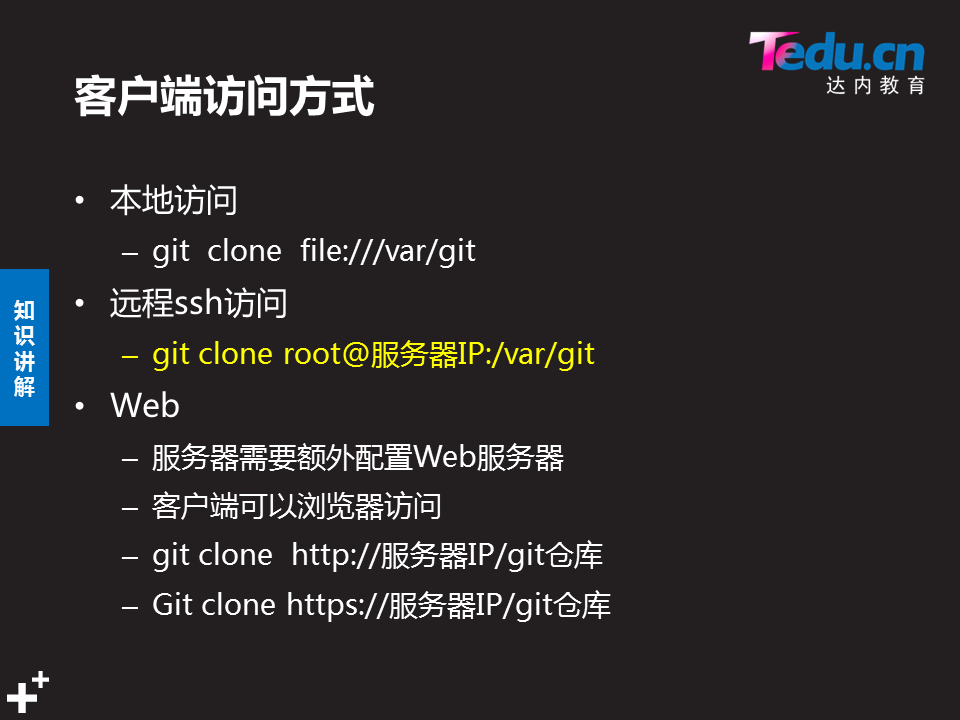 Tedu.cn
达内教育
客户端访问方式
• 本地访问
– git clone file:///var/git
• 远程ssh访问
– git clone root@服务器IP:/var/git
• Web
– 服务器需要额外配置Web服务器
– 客户端可以浏览器访问
– git clone http://服务器IP/git仓库
– Git clone https://服务器IP/git仓库
知识讲解